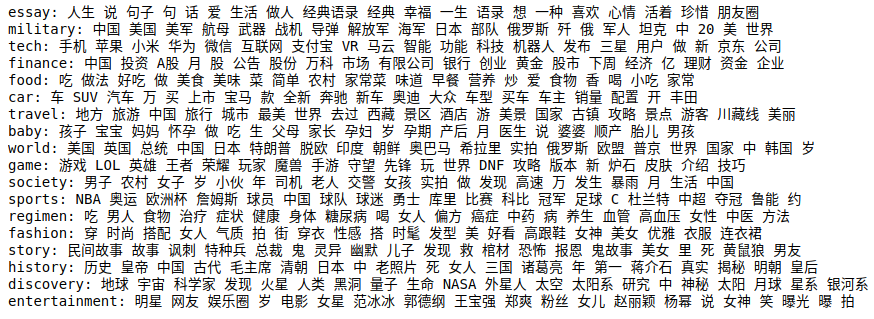 essay: 人生 说 句子 句 话 爱 生活 做人 经典语录 经典 幸福 一生 语录 想 一种 喜欢 心情 活着 珍惜 朋友圈
military: 中国 美国 美军 航母 武器 战机 导弹 解放军 海军 日本 部队 俄罗斯 歼 俄 军人 坦克 中 20 美 世界
tech: 手机 苹果 小米 华为 微信 互联网 支付宝 VR 马云 智能 功能 科技 机器人 发布 三星 用户 做 新 京东 公司
finance: 中国 投资 A股 月 股 公告 股份 万科 市场 有限公司 银行 创业 黄金 股市 下周 经济 亿 理财 资金 企业
food: 吃 做法 好吃 做 美食 美味 菜 简单 农村 家常菜 味道 早餐 营养 炒 爱 食物 香 喝 小吃 家常
car: 车 SUV 汽车 万 买 上市 宝马 款 全新 奔驰 新车 奥迪 大众 车型 买车 车主 销量 配置 开 丰田
travel: 地方 旅游 中国 旅行 城市 最美 世界 去过 西藏 景区 酒店 游 美景 国家 古镇 攻略 景点 游客 川藏线 美丽
baby: 孩子 宝宝 妈妈 怀孕 做 吃 生 父母 家长 孕妇 岁 孕期 产后 月 医生 说 婆婆 顺产 胎儿 男孩
world: 美国 英国 总统 中国 日本 特朗普 脱欧 印度 朝鲜 奥巴马 希拉里 实拍 俄罗斯 欧盟 普京 世界 国家 中 韩国 岁
game: 游戏 LOL 英雄 王者 荣耀 玩家 魔兽 手游 守望 先锋 玩 世界 DNF 攻略 版本 新 炉石 皮肤 介绍 技巧
society: 男子 农村 女子 岁 小伙 年 司机 老人 交警 女孩 实拍 做 发现 高速 万 发生 暴雨 月 生活 中国
sports: NBA 奥运 欧洲杯 詹姆斯 球员 中国 球队 球迷 勇士 库里 比赛 科比 冠军 足球 C 杜兰特 中超 夺冠 鲁能 约
regimen: 吃 男人 食物 治疗 症状 健康 身体 糖尿病 喝 女人 偏方 癌症 中药 病 养生 血管 高血压 女性 中医 方法
fashion: 穿 时尚 搭配 女人 气质 拍 街 穿衣 性感 搭 时髦 发型 美 好看 高跟鞋 女神 美女 优雅 衣服 连衣裙
story: 民间故事 故事 讽刺 特种兵 总裁 鬼 灵异 幽默 儿子 发现 救 棺材 恐怖 报恩 鬼故事 美女 里 死 黄鼠狼 男友
history: 历史 皇帝 中国 古代 毛主席 清朝 日本 中 老照片 死 女人 三国 诸葛亮 年 第一 蒋介石 真实 揭秘 明朝 皇后
discovery: 地球 宇宙 科学家 发现 火星 人类 黑洞 量子 生命 NASA 外星人 太空 太阳系 研究 中 神秘 太阳 月球 星系 银河系
entertainment: 明星 网友 娱乐圈 岁 电影 女星 范冰冰 郭德纲 王宝强 郑爽 粉丝 女儿 赵丽颖 杨幂 说 女神 笑 曝光 曝 拍